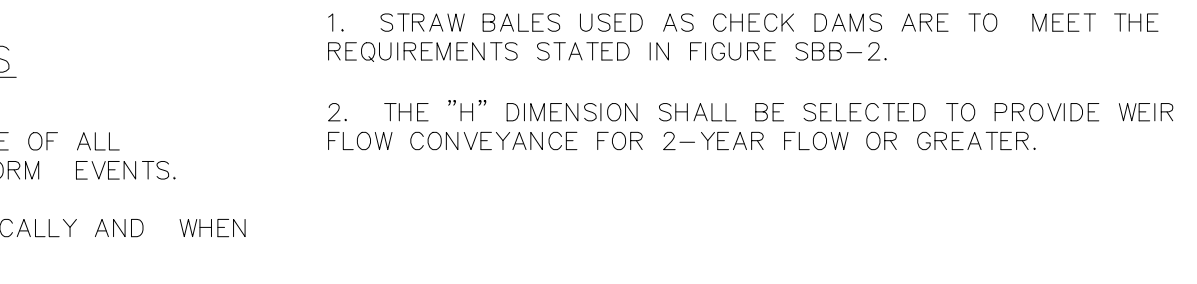 S
E OF ALL
ORM EVENTS.
CALLY AND WHEN
1. STRAW BALES USED AS CHECK DAMS ARE TO MEET THE
REQUIREMENTS STATED IN FIGURE SBB-2.
2. THE "H" DIMENSION SHALL BE SELECTED TO PROVIDE WEIR
FLOW CONVEYANCE FOR 2-YEAR FLOW OR GREATER.